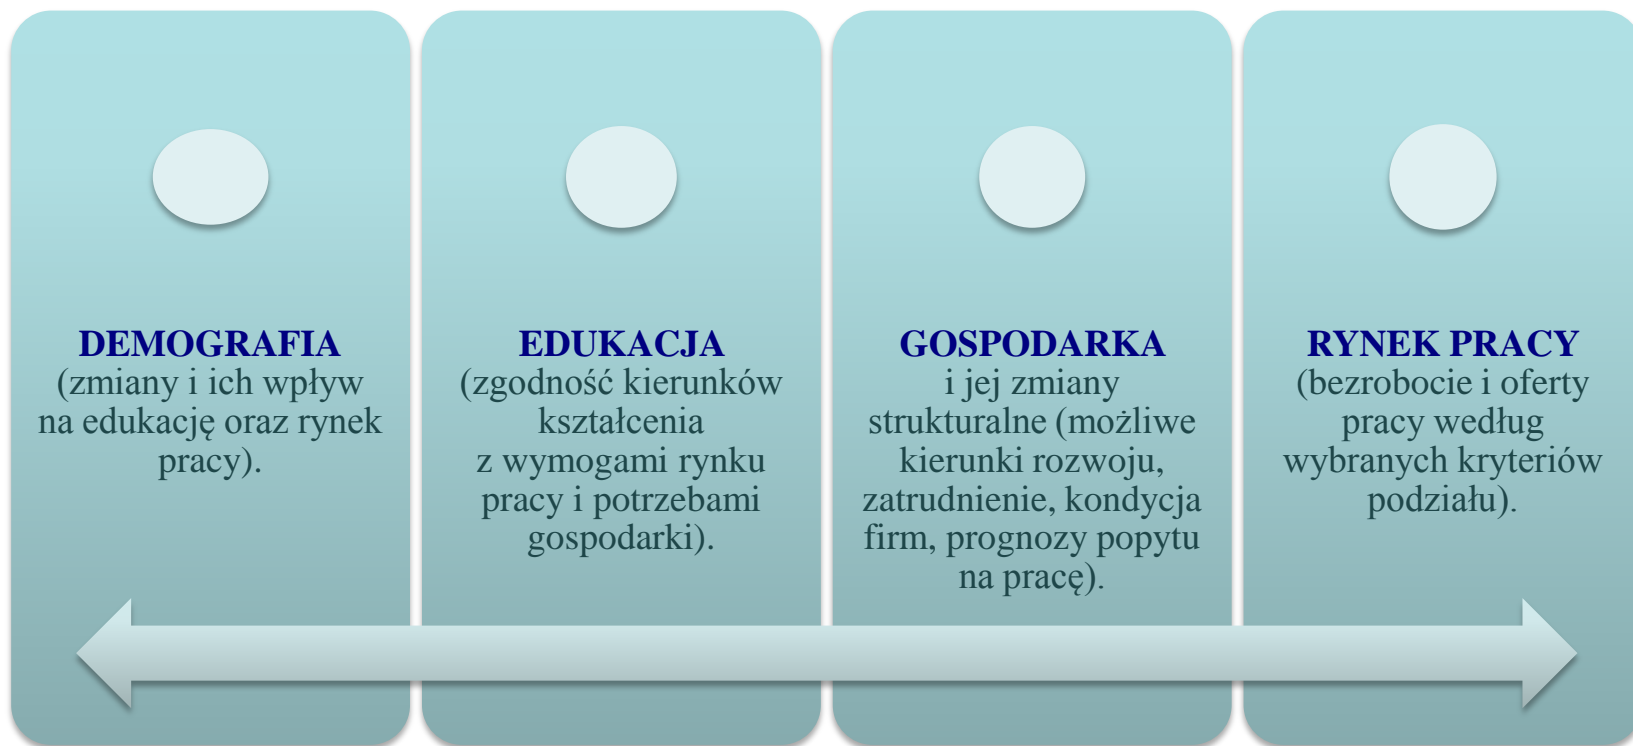 DEMOGRAFIA
(zmiany i ich wpływ
na edukację oraz rynek
pracy).
EDUKACJA
(zgodność kierunków
kształcenia
z wymogami rynku
pracy i potrzebami
gospodarki).
GOSPODARKA
i jej zmiany
strukturalne (możliwe
kierunki rozwoju,
zatrudnienie, kondycja
firm, prognozy popytu
na pracę).
RYNEK PRACY
(bezrobocie i oferty
pracy według
wybranych kryteriów
podziału).